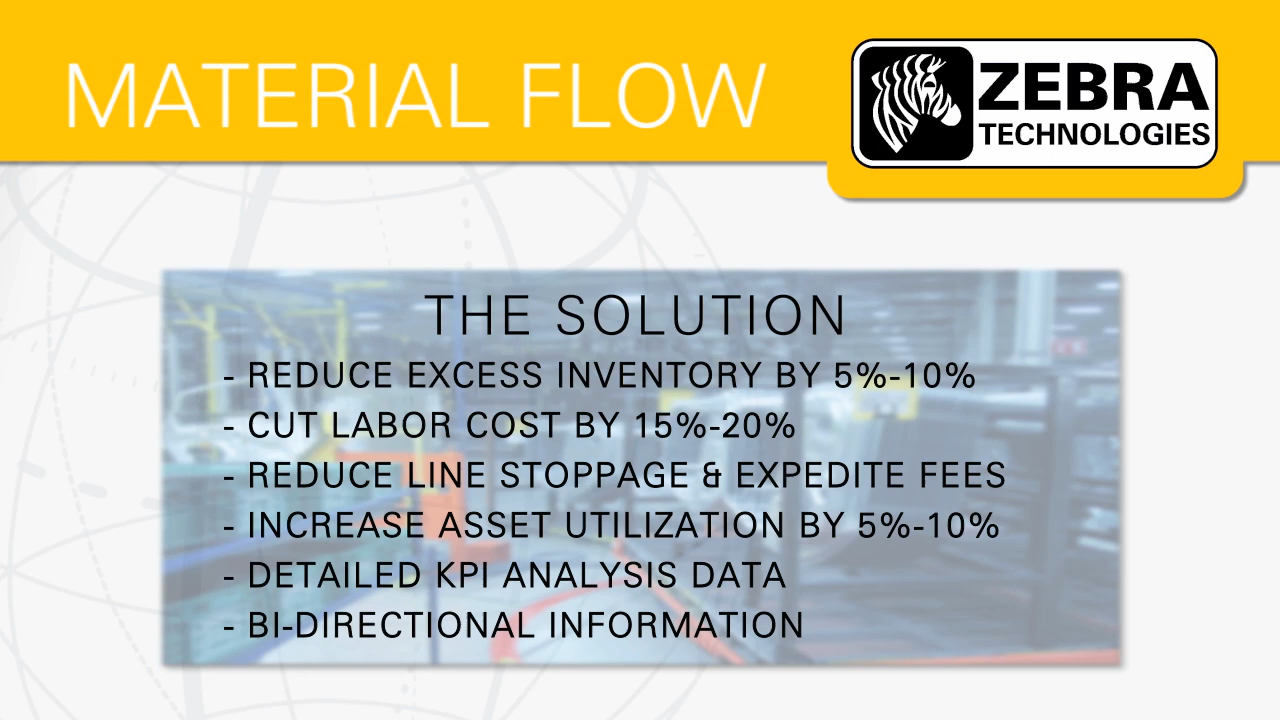 MATERIAL FLOW
ZEBRA
TECHNOLOGIES
THE SOLUTION
- REDUCE EXCESS INVENTORY BY 5%-10%
- CUT LABOR COST BY 15%-20%
- REDUCE LINE STOPPAGE & EXPEDITE FEES
- INCREASE ASSET UTILIZATION BY 5%-10%
- DETAILED KPI ANALYSIS DATA
- BI-DIRECTIONAL INFORMATION